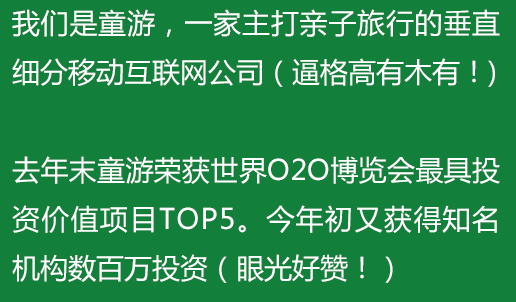 我们是童游，一家主打亲子旅行的垂直
细分移动互联网公司（逼格高有木有！）
去年末童游荣获世界O2O博览会最具投
资价值项目TOP5。今年初又获得知名
机构数百万投资（眼光好赞！）